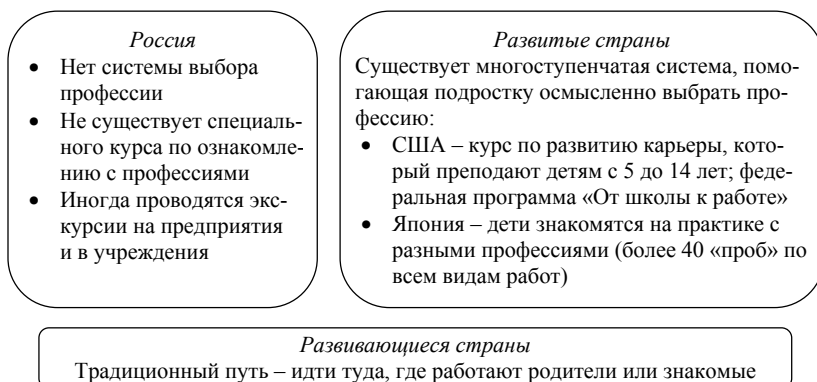 Россия
• Нет системы выбора
профессии
• Не существует специаль-
ного курса по ознакомле-
нию с профессиями
• Иногда проводятся экс-
курсии на предприятия
и в учреждения
Развитые страны
Существует многоступенчатая система, помо-
гающая подростку осмысленно выбрать про-
фессию:
• США – курс по развитию карьеры, кото-
рый преподают детям с 5 до 14 лет; феде-
ральная программа «От школы к работе»
• Япония – дети знакомятся на практике с
разными профессиями (более 40 «проб» по
всем видам работ)
Развивающиеся страны
Традиционный путь – идти туда, где работают родители или знакомые